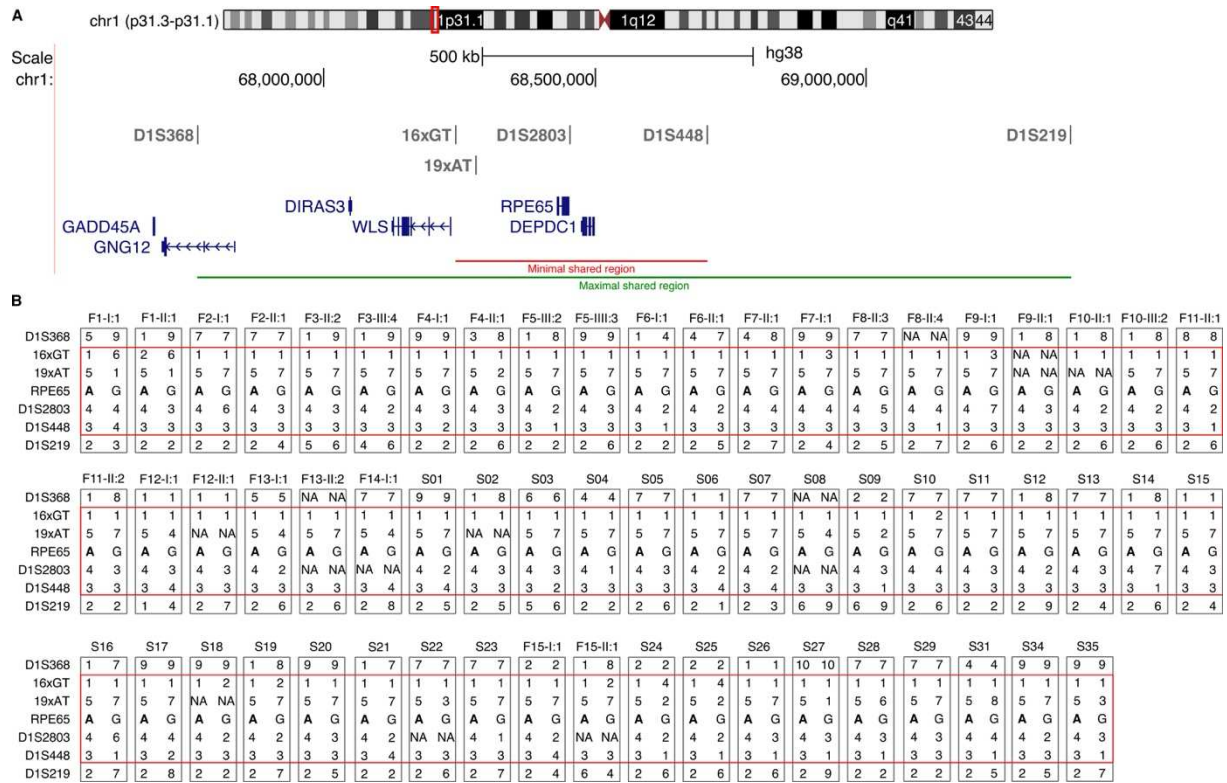 A
chr1 (p31.3-p31.1) 1p31.1 1q12 q41 43 44
Scale 500 kb hg38
chr1: 68,000,000 68,500,000 69,000,000
D1S368 16xGT D1S2803 D1S448 D1S219
19xAT
DIRAS3 RPE65
GADD45A WLS DEPDC1
GNG12
Minimal shared region
Maximal shared region
B
F1-I:1 F1-II:1 F2-I:1 F2-II:1 F3-II:2 F3-III:4 F4-I:1 F4-II:1 F5-III:2 F5-IIII:3 F6-I:1 F6-II:1 F7-II:1 F7-I:1 F8-II:3 F8-II:4 F9-I:1 F9-II:1 F10-II:1 F10-III:2 F11-II:1
D1S368 5 9 1 9 7 7 7 7 1 9 1 9 9 9 3 8 1 8 9 9 1 4 4 7 4 8 9 9 7 7 NA NA 9 9 1 8 1 8 1 1 8 8
16xGT 1 6 2 6 1 1 1 1 1 1 1 1 1 1 1 1 1 1 1 1 1 1 1 1 1 1 1 3 1 1 1 1 1 3 NA NA 1 1 1 1 1 1
19xAT 5 1 5 1 5 7 5 7 5 7 5 7 5 7 5 2 5 7 5 7 5 7 5 7 5 7 5 7 5 7 5 7 5 7 NA NA NA NA 5 7 5 7
RPE65 A G A G A G A G A G A G A G A G A G A G A G A G A G A G A G A G A G A G A G A G A G
D1S2803 4 4 4 3 4 6 4 3 4 3 4 2 4 3 4 3 4 2 4 3 4 2 4 3 4 3 4 3 4 5 4 4 4 7 4 3 4 2 4 2 4 2
D1S448 3 4 3 3 3 3 3 3 3 3 3 3 3 3 3 3 3 1 3 3 3 1 3 3 3 3 3 3 3 3 3 1 3 3 3 3 3 3 3 3 3 1
D1S219 2 3 2 2 2 2 2 4 5 6 4 6 2 2 2 6 2 2 2 6 2 2 2 5 2 7 2 4 2 5 2 4 2 6 2 2 2 6 2 6 2 6
F11-II:2 F12-I:1 F12-II:1 F13-I:1 F13-II:2 F14-I:1 S01 S02 S03 S04 S05 S06 S07 S08 S09 S10 S11 S12 S13 S14 S15
D1S368 1 8 1 1 1 1 5 5 NA NA 7 7 9 9 1 8 6 6 4 4 7 7 1 1 7 7 NA NA 2 2 7 7 7 7 1 8 7 7 1 8 1 1
16xGT 1 1 1 1 1 1 1 1 1 1 1 1 1 1 1 1 1 1 1 1 1 1 1 1 1 1 1 1 1 1 1 2 1 1 1 1 1 1 1 1 1 1
19xAT 5 7 5 4 NA NA 5 4 5 7 5 4 5 7 NA NA 5 7 5 7 5 7 5 7 5 7 5 4 5 2 5 7 5 7 5 7 5 7 5 7 5 7
RPE65 A G A G A G A G A G A G A G A G A G A G A G A G A G A G A G A G A G A G A G A G A G
D1S2803 4 3 4 3 4 3 4 2 NA NA NA NA 4 2 4 3 4 3 4 1 4 3 4 2 4 2 NA NA 4 3 4 3 4 3 4 3 4 3 4 7 4 3
D1S448 3 3 3 4 3 3 3 3 3 3 3 4 3 4 3 3 3 3 3 3 3 3 3 3 3 4 3 3 3 3 3 3 3 3 3 3 3 3 3 1 3 3
D1S219 2 2 1 4 2 7 2 6 2 6 2 8 2 5 2 5 5 6 2 2 2 6 2 1 2 3 6 9 6 9 2 6 2 2 2 9 2 4 2 6 2 4
S16 S17 S18 S19 S20 S21 S22 S23 F15-I:1 F15-II:1 S24 S25 S26 S27 S28 S29 S31 S34 S35
D1S368 1 7 9 9 9 9 1 8 9 9 1 7 7 7 7 7 2 2 1 8 2 2 2 2 1 1 10 10 7 7 7 7 4 4 9 9 9 9
16xGT 1 1 1 1 1 2 1 2 1 1 1 1 1 1 1 1 1 1 1 2 1 4 1 4 1 1 1 1 1 1 1 1 1 1 1 1 1 1
19xAT 5 7 5 7 NA NA 5 7 5 7 5 7 5 3 5 7 5 7 5 7 5 2 5 2 5 7 5 1 5 6 5 7 5 8 5 7 5 3
RPE65 A G A G A G A G A G A G A G A G A G A G A G A G A G A G A G A G A G A G A G
D1S2803 4 6 4 4 4 2 4 2 4 3 4 2 NA NA 4 1 4 2 NA NA 4 2 4 2 4 3 4 3 4 3 4 3 4 2 4 2 4 3
D1S448 3 1 3 2 3 3 3 3 3 3 3 1 3 3 3 3 3 1 3 3 3 1 3 1 3 3 3 1 3 3 3 1 3 3 3 3 3 1
D1S219 2 7 2 8 2 2 2 7 2 5 2 2 2 6 2 7 2 4 6 4 2 2 2 6 2 6 2 9 2 2 2 2 2 5 2 2 2 7